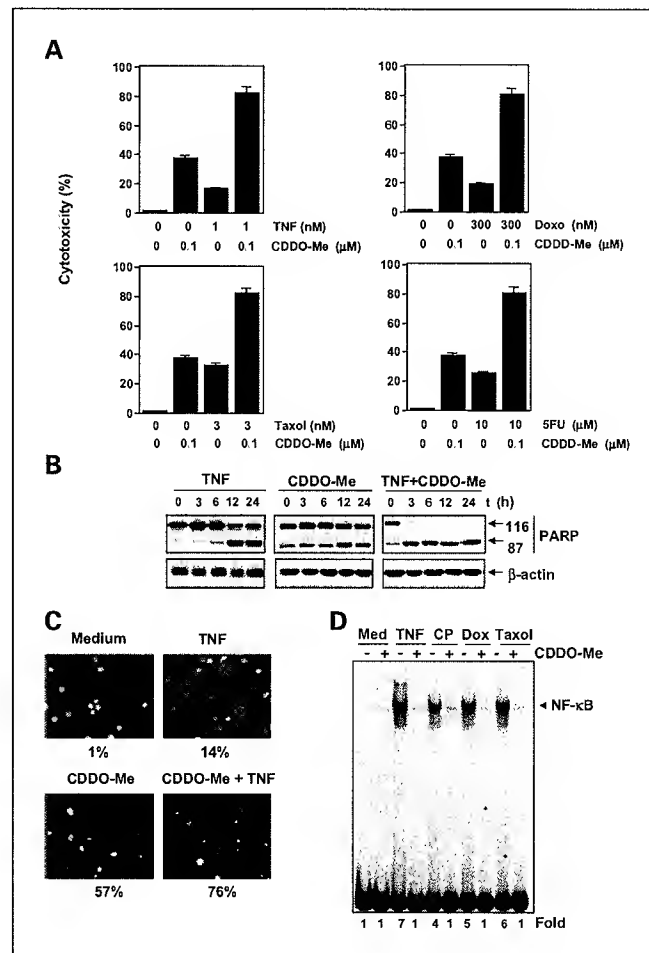 A
Cytotoxicity (%)
100
80
60
40
20
0
0 0 1 1 TNF (nM)
0 0.1 0 0.1 CDDO-Me (µM)
100
80
60
40
20
0
0 0 300 300 Doxo (nM)
0 0.1 0 0.1 CDDD-Me (µM)
100
80
60
40
20
0
0 0 3 3 Taxol (nM)
0 0.1 0 0.1 CDDO-Me (µM)
100
80
60
40
20
0
0 0 10 10 5FU (µM)
0 0.1 0 0.1 CDDD-Me (µM)
B
TNF CDDO-Me TNF+CDDO-Me
0 3 6 12 24 0 3 6 12 24 0 3 6 12 24 t (h)
116
PARP
87
β-actin
C
Medium TNF
1% 14%
CDDO-Me CDDO-Me + TNF
57% 76%
D
Med TNF CP Dox Taxol
- + - + - + - + - + CDDO-Me
NF-κB
1 1 7 1 4 1 5 1 6 1 Fold